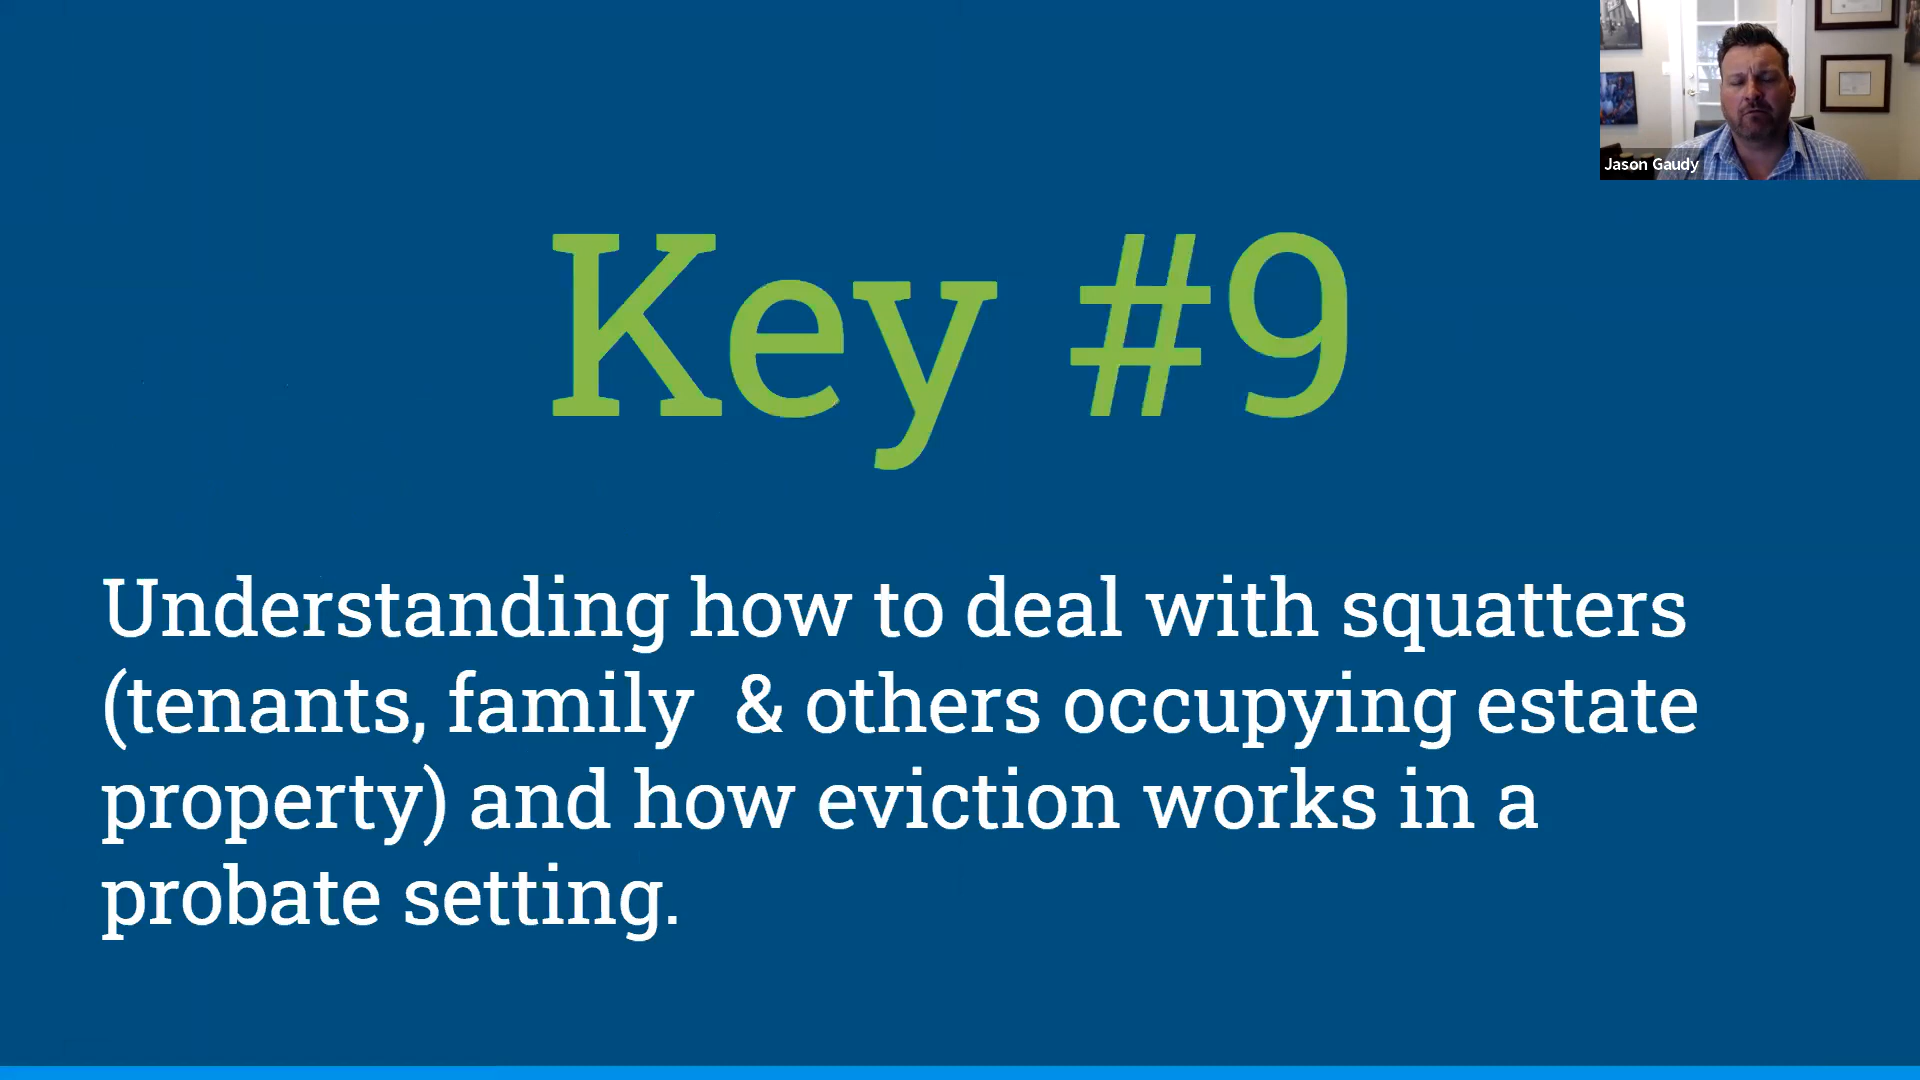 Jason Gaudy
Key #9
Understanding how to deal with squatters
(tenants, family  & others occupying estate
property) and how eviction works in a
probate setting.